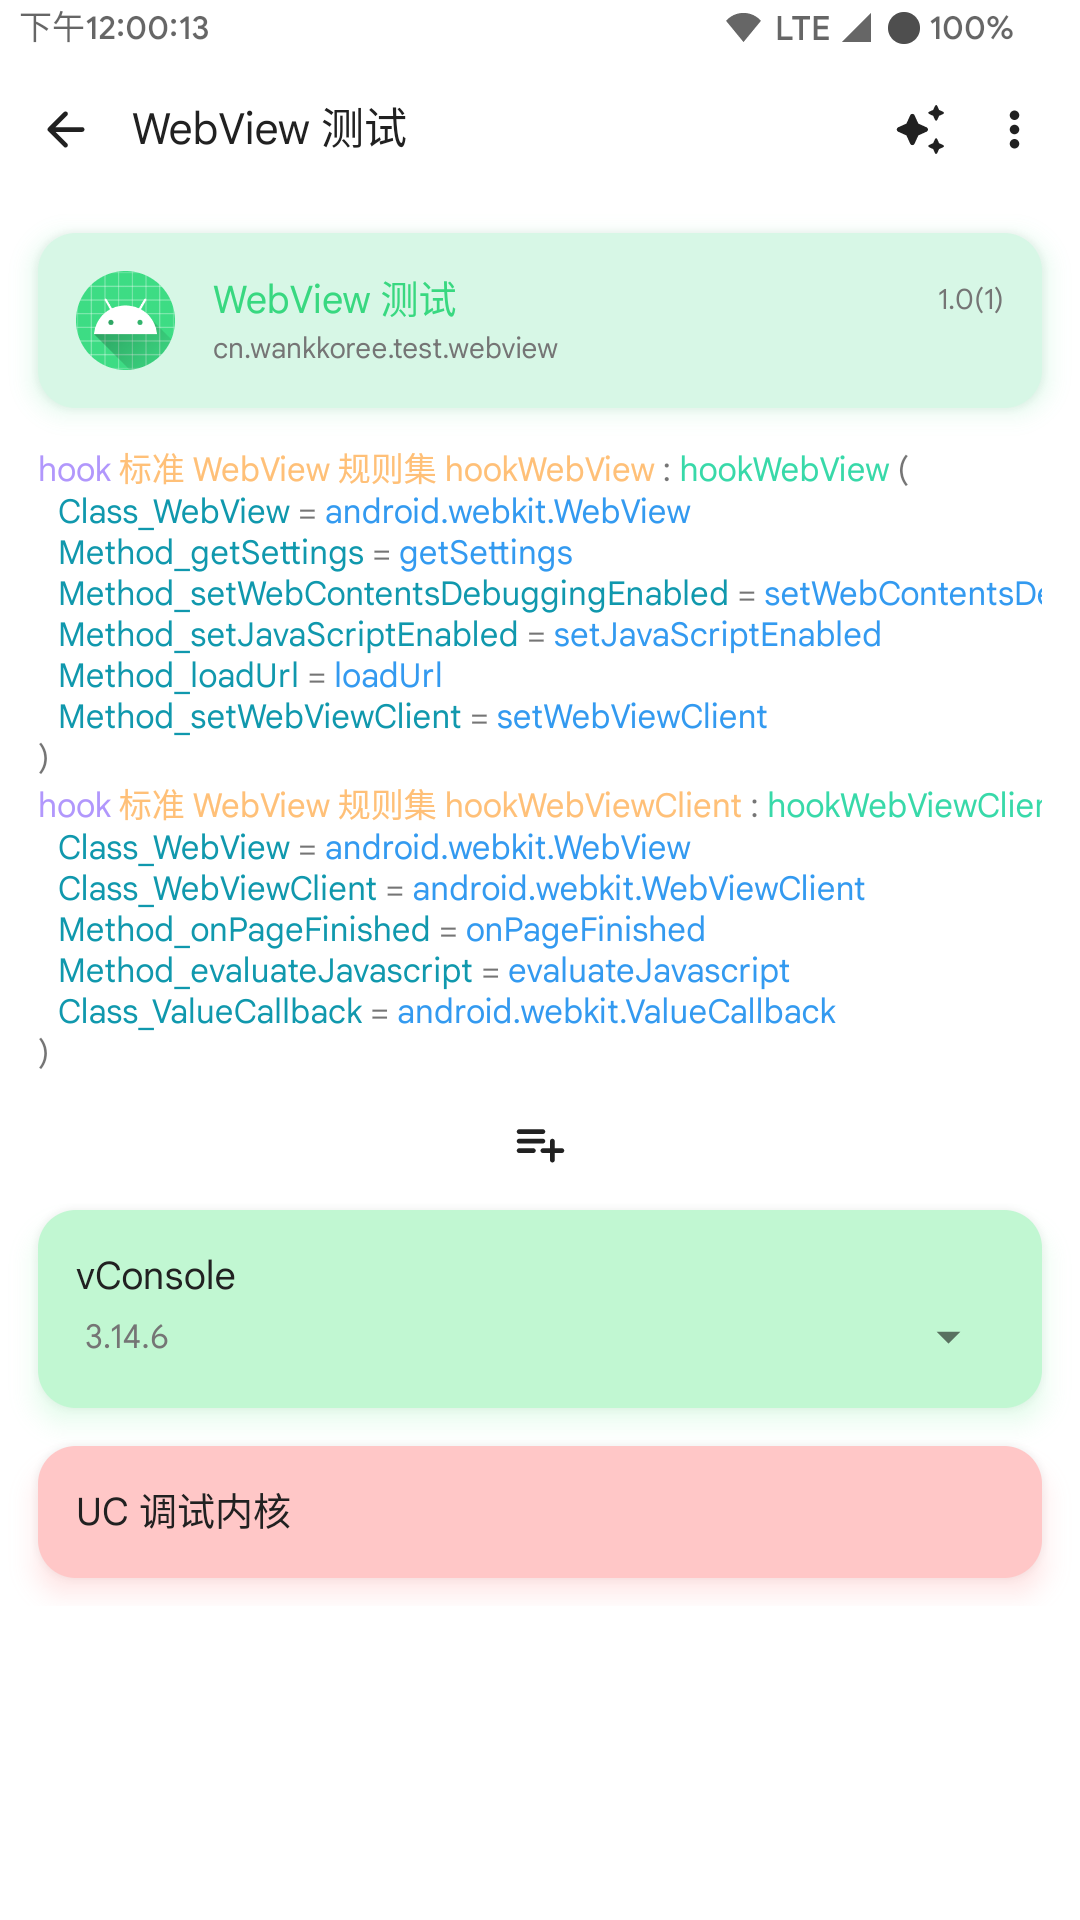 下午12:00:13 LTE 100%
WebView 测试
WebView 测试 1.0(1)
cn.wankkoree.test.webview
hook 标准 WebView 规则集 hookWebView : hookWebView (
Class_WebView = android.webkit.WebView
Method_getSettings = getSettings
Method_setWebContentsDebuggingEnabled = setWebContentsDe
Method_setJavaScriptEnabled = setJavaScriptEnabled
Method_loadUrl = loadUrl
Method_setWebViewClient = setWebViewClient
)
hook 标准 WebView 规则集 hookWebViewClient : hookWebViewClien
Class_WebView = android.webkit.WebView
Class_WebViewClient = android.webkit.WebViewClient
Method_onPageFinished = onPageFinished
Method_evaluateJavascript = evaluateJavascript
Class_ValueCallback = android.webkit.ValueCallback
)
vConsole
3.14.6
UC 调试内核